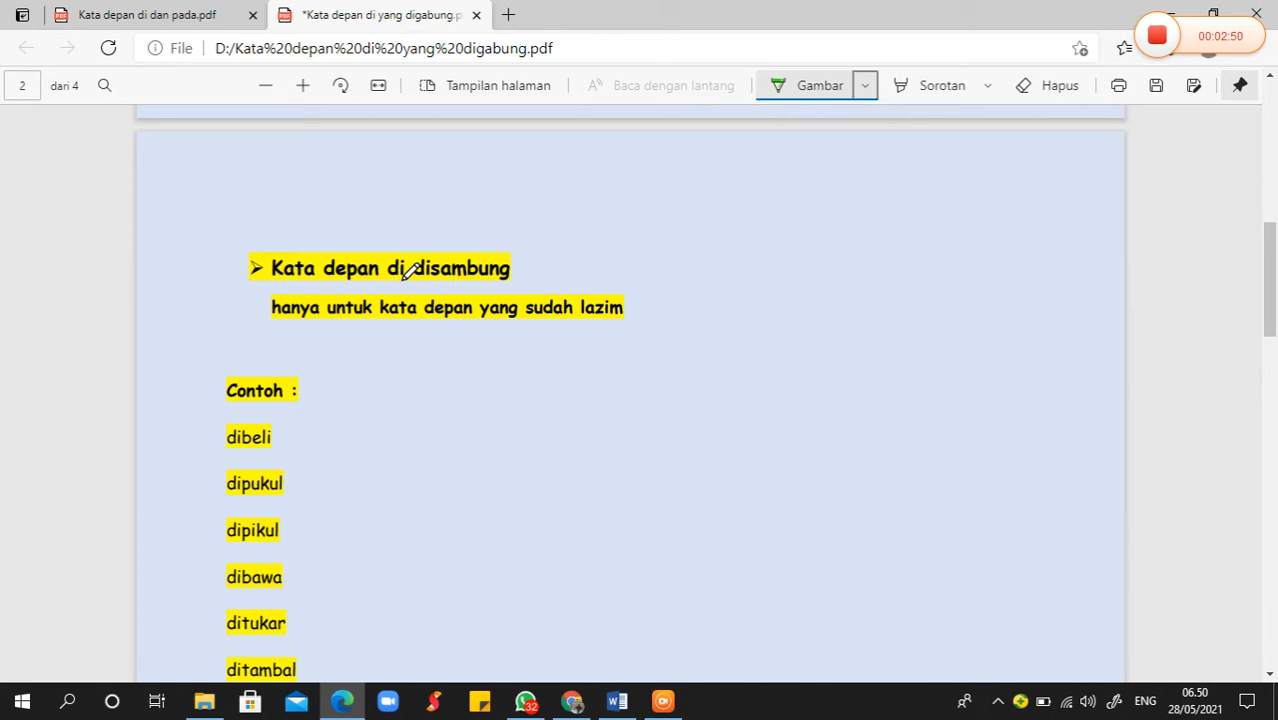 Kata depan di dan pada.pdf
*Kata depan di yang digabung.p
00:02:50
File
D:/Kata%20depan%20di%20yang%20digabung.pdf
2 dari 4
Tampilan halaman
Baca dengan lantang
Gambar
Sorotan
Hapus
➤ Kata depan di disambung
hanya untuk kata depan yang sudah lazim
Contoh :
dibeli
dipukul
dipikul
dibawa
ditukar
ditambal
32
ENG
06.50
28/05/2021